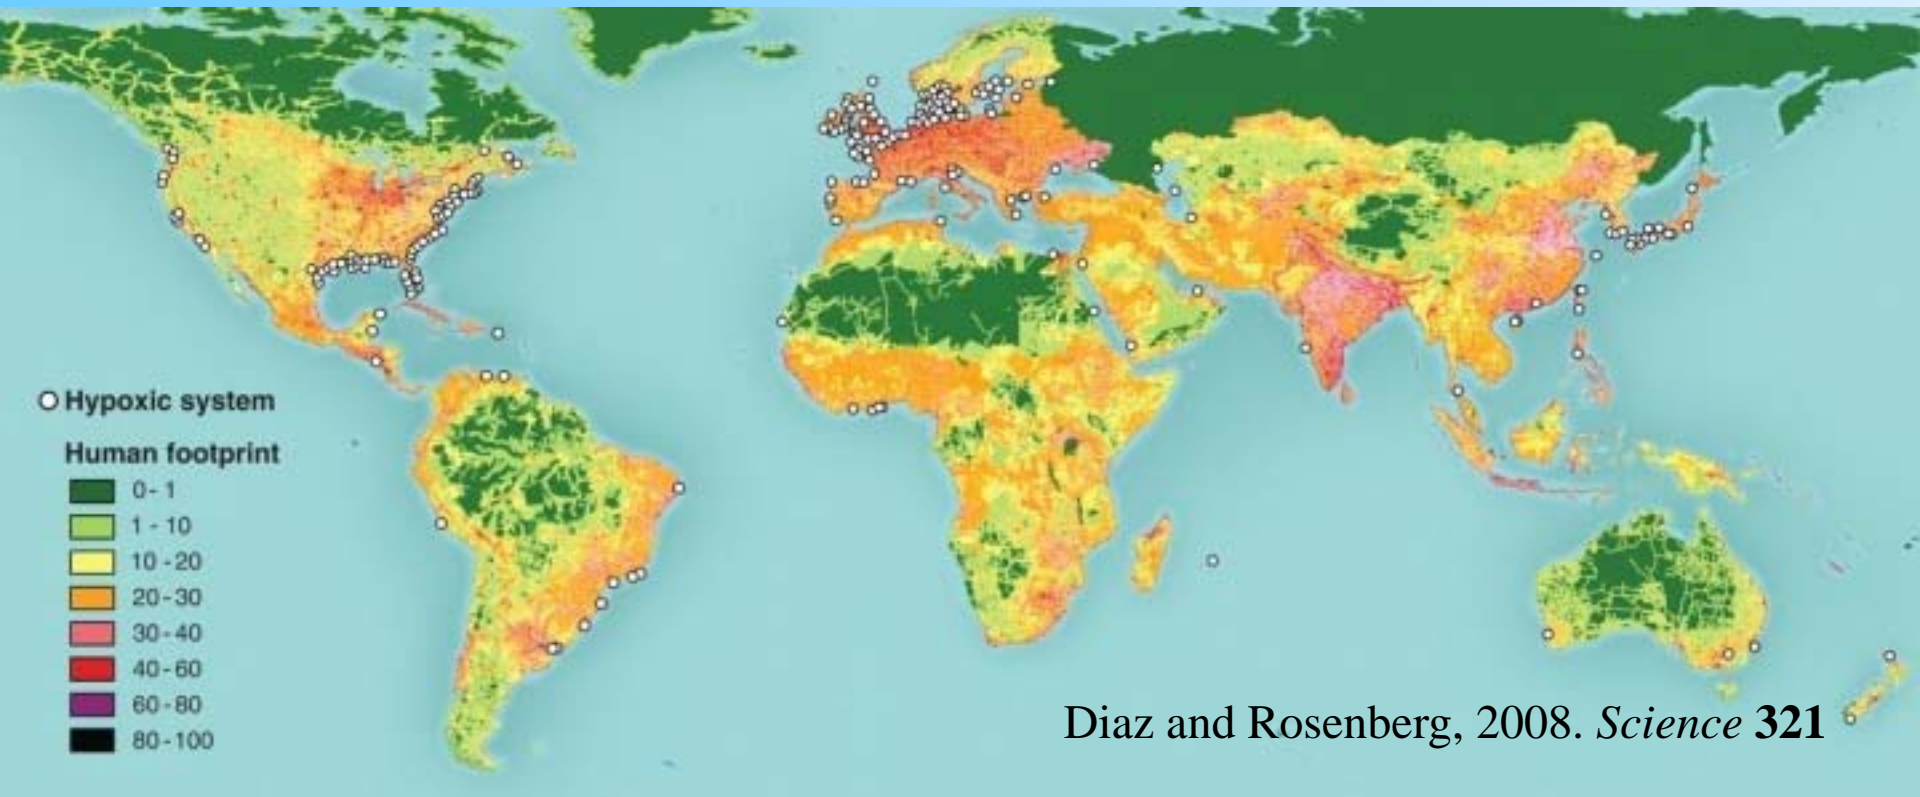 Hypoxic system
Human footprint
0-1
1-10
10-20
20-30
30-40
40-60
60-80
80-100
Diaz and Rosenberg, 2008. Science 321